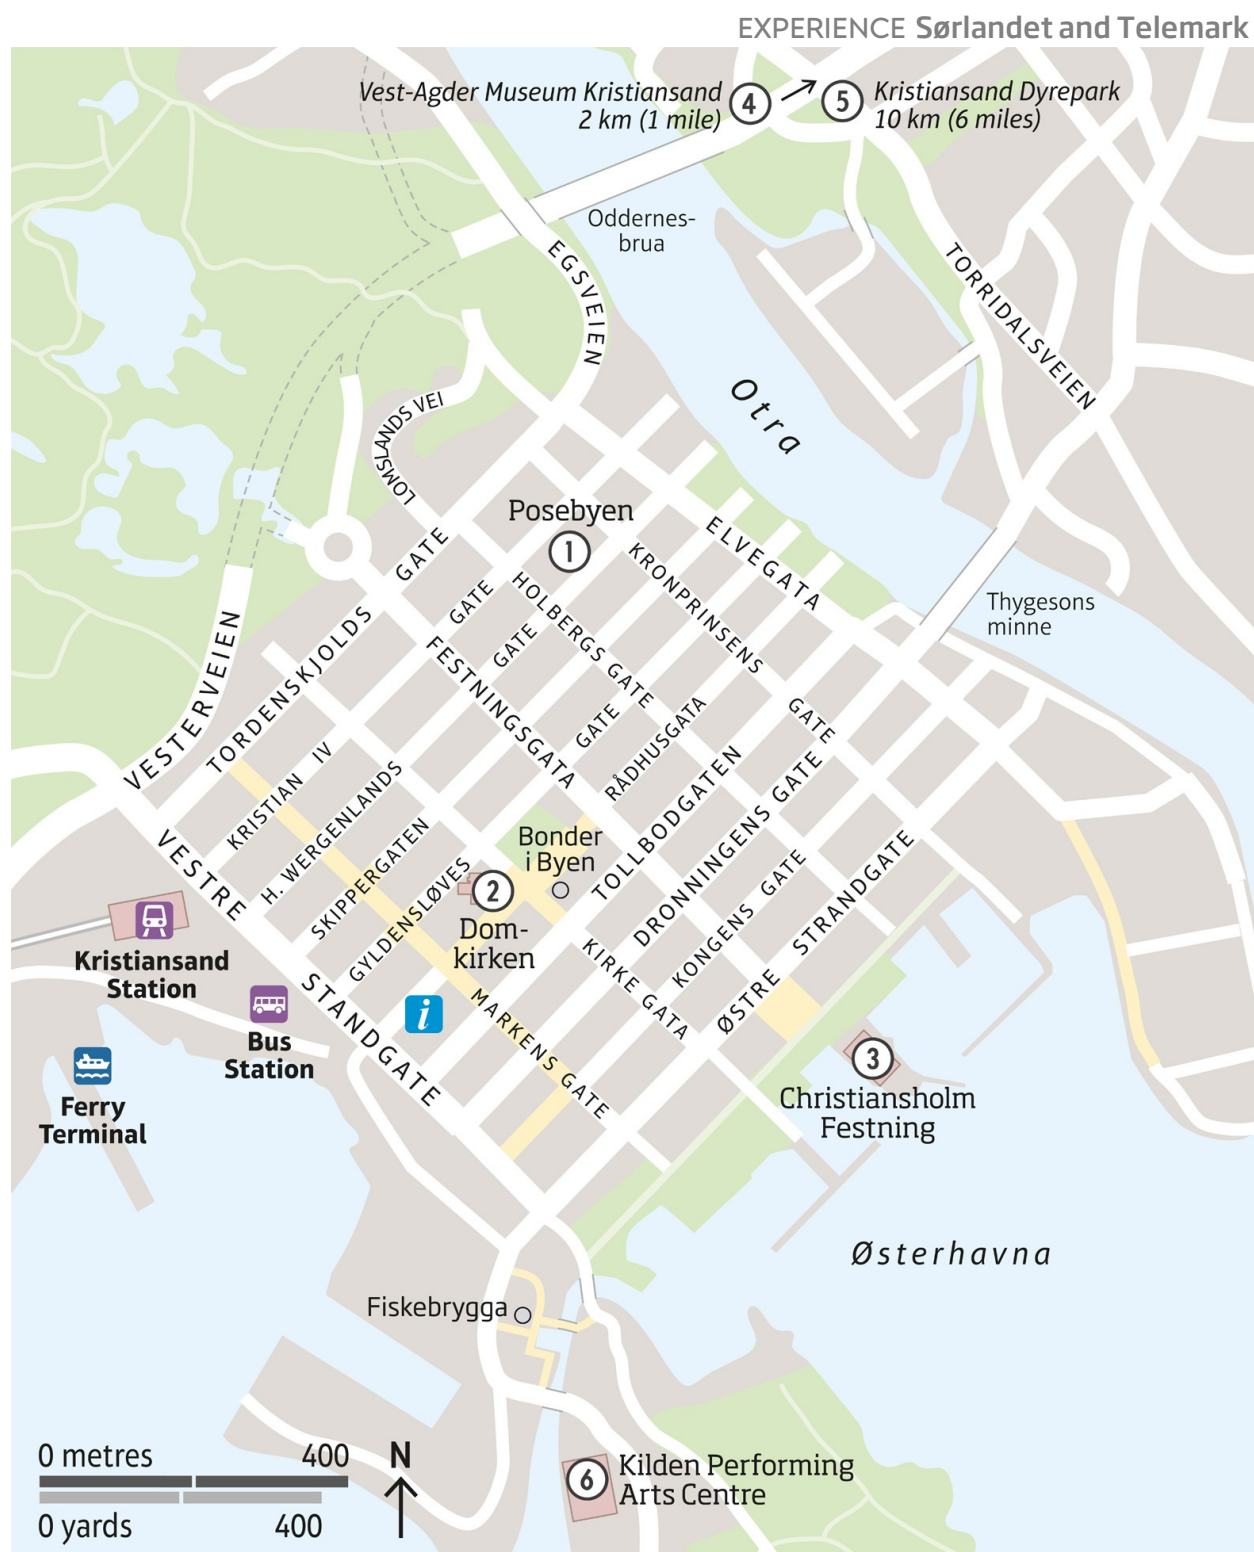 EXPERIENCE Sørlandet and Telemark
Vest-Agder Museum Kristiansand
2 km (1 mile)
4
5
Kristiansand Dyrepark
10 km (6 miles)
Oddernes-
brua
EGSVEIEN
TORRIDALSVEIEN
Otra
LOMSLANDS VEI
Posebyen
1
ELVEGATA
KRONPRINSENS GATE
HOLBERGS GATE
Thygesons
minne
VESTERVEIEN
TORDENSKJOLDS GATE
FESTNINGSGATA
KRISTIAN IV GATE
H. WERGENLANDS GATE
SKIPPERGATEN
GYLDENSLØVES GATE
RÅDHUSGATA
TOLLBODGATEN
DRONNINGENS GATE
KONGENS GATE
ØSTRE STRANDGATE
Bonder
i Byen
2
Dom-
kirken
KIRKE GATA
MARKENS GATE
VESTRE STANDGATE
Kristiansand
Station
Bus
Station
i
Ferry
Terminal
3
Christiansholm
Festning
Østerhavna
Fiskebrygga
6
Kilden Performing
Arts Centre
0 metres 400
0 yards 400
N